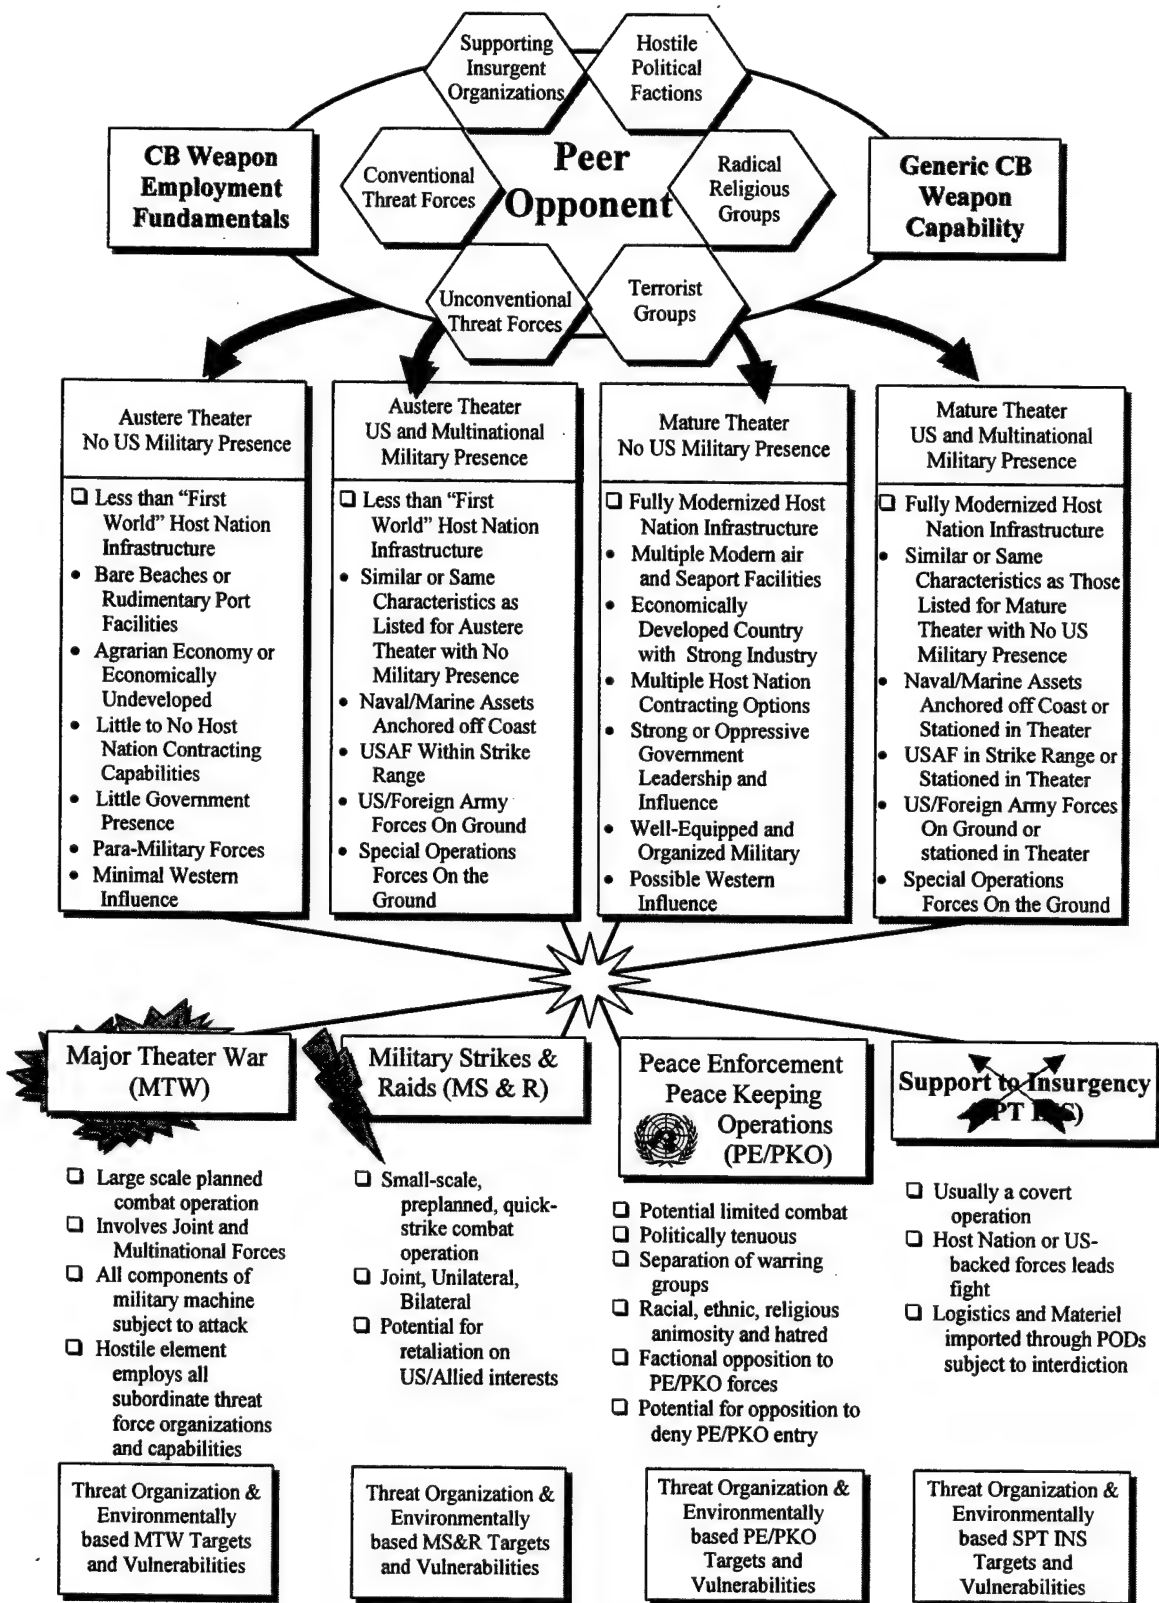 Supporting
Insurgent
Organizations
Hostile
Political
Factions
CB Weapon
Employment
Fundamentals
Conventional
Threat Forces
Peer
Opponent
Radical
Religious
Groups
Generic CB
Weapon
Capability
Unconventional
Threat Forces
Terrorist
Groups
Austere Theater
No US Military Presence
❑ Less than “First
World” Host Nation
Infrastructure
• Bare Beaches or
Rudimentary Port
Facilities
• Agrarian Economy or
Economically
Undeveloped
• Little to No Host
Nation Contracting
Capabilities
• Little Government
Presence
• Para-Military Forces
• Minimal Western
Influence
Austere Theater
US and Multinational
Military Presence
❑ Less than “First
World” Host Nation
Infrastructure
• Similar or Same
Characteristics as
Listed for Austere
Theater with No
Military Presence
• Naval/Marine Assets
Anchored off Coast
• USAF Within Strike
Range
• US/Foreign Army
Forces On Ground
• Special Operations
Forces On the
Ground
Mature Theater
No US Military Presence
❑ Fully Modernized Host
Nation Infrastructure
• Multiple Modern air
and Seaport Facilities
• Economically
Developed Country
with Strong Industry
• Multiple Host Nation
Contracting Options
• Strong or Oppressive
Government
Leadership and
Influence
• Well-Equipped and
Organized Military
• Possible Western
Influence
Mature Theater
US and Multinational
Military Presence
❑ Fully Modernized Host
Nation Infrastructure
• Similar or Same
Characteristics as Those
Listed for Mature
Theater with No US
Military Presence
• Naval/Marine Assets
Anchored off Coast or
Stationed in Theater
• USAF in Strike Range or
Stationed in Theater
• US/Foreign Army Forces
On Ground or
stationed in Theater
• Special Operations
Forces On the Ground
Major Theater War
(MTW)
❑ Large scale planned
combat operation
❑ Involves Joint and
Multinational Forces
❑ All components of
military machine
subject to attack
❑ Hostile element
employs all
subordinate threat
force organizations
and capabilities
Threat Organization &
Environmentally
based MTW Targets
and Vulnerabilities
Military Strikes &
Raids (MS & R)
❑ Small-scale,
preplanned, quick-
strike combat
operation
❑ Joint, Unilateral,
Bilateral
❑ Potential for
retaliation on
US/Allied interests
Threat Organization &
Environmentally
based MS&R Targets
and Vulnerabilities
Peace Enforcement
Peace Keeping
Operations
(PE/PKO)
❑ Potential limited combat
❑ Politically tenuous
❑ Separation of warring
groups
❑ Racial, ethnic, religious
animosity and hatred
❑ Factional opposition to
PE/PKO forces
❑ Potential for opposition to
deny PE/PKO entry
Threat Organization &
Environmentally
based PE/PKO
Targets and
Vulnerabilities
Support to Insurgency
❑ Usually a covert
operation
❑ Host Nation or US-
backed forces leads
fight
❑ Logistics and Materiel
imported through PODs
subject to interdiction
Threat Organization &
Environmentally
based SPT INS
Targets and
Vulnerabilities